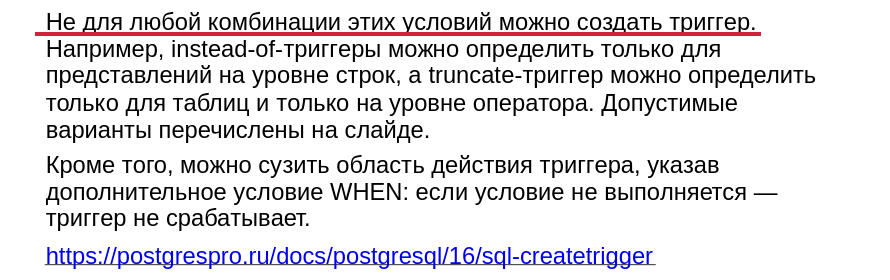 Не для любой комбинации этих условий можно создать триггер.
Например, instead-of-триггеры можно определить только для
представлений на уровне строк, а truncate-триггер можно определить
только для таблиц и только на уровне оператора. Допустимые
варианты перечислены на слайде.
Кроме того, можно сузить область действия триггера, указав
дополнительное условие WHEN: если условие не выполняется —
триггер не срабатывает.
https://postgrespro.ru/docs/postgresql/16/sql-createtrigger